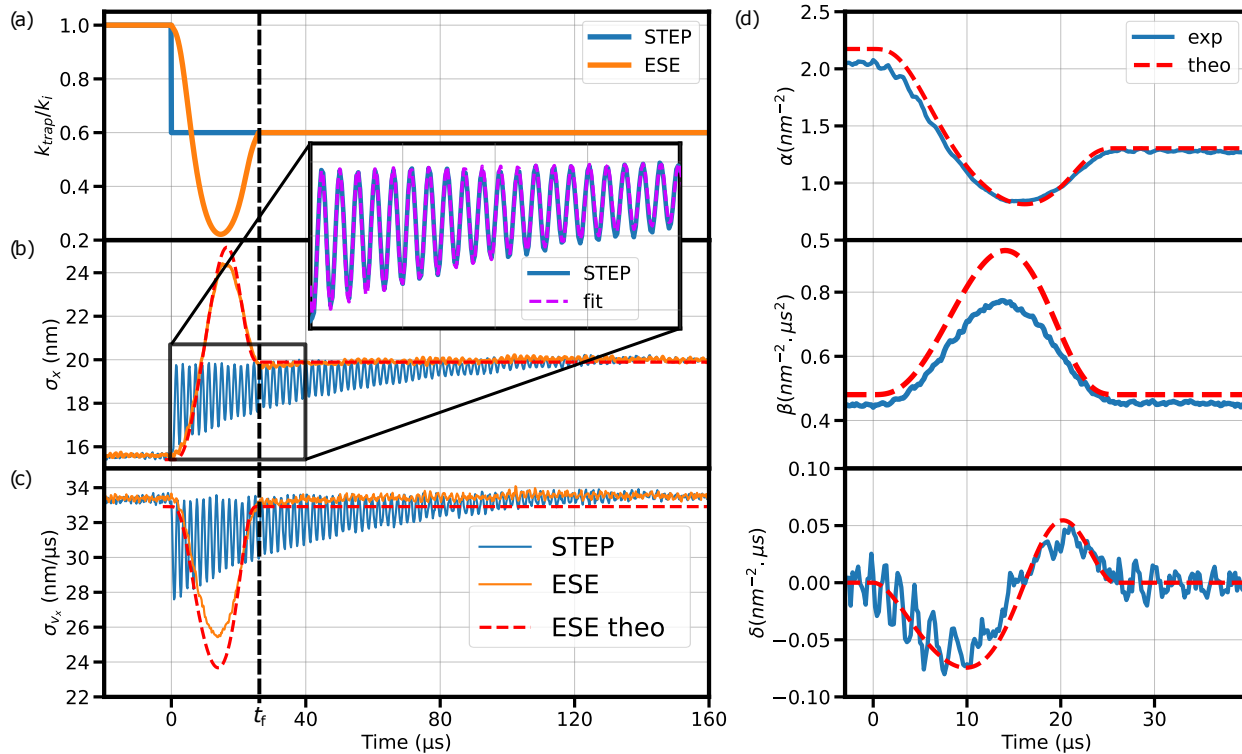 (a)
1.0
0.8
0.6
0.4
0.2
k_trap/k_i
STEP
ESE
(b)
24
22
20
18
16
σ_x (nm)
STEP
fit
(c)
34
32
30
28
26
24
22
σ_{v_x} (nm/μs)
STEP
ESE
ESE theo
0
t_f
40
80
120
160
Time (μs)
(d)
2.5
2.0
1.5
1.0
0.5
α(nm⁻²)
exp
theo
0.8
0.6
0.4
β(nm⁻².μs²)
0.10
0.05
0.00
−0.05
−0.10
δ(nm⁻².μs)
0
10
20
30
Time (μs)